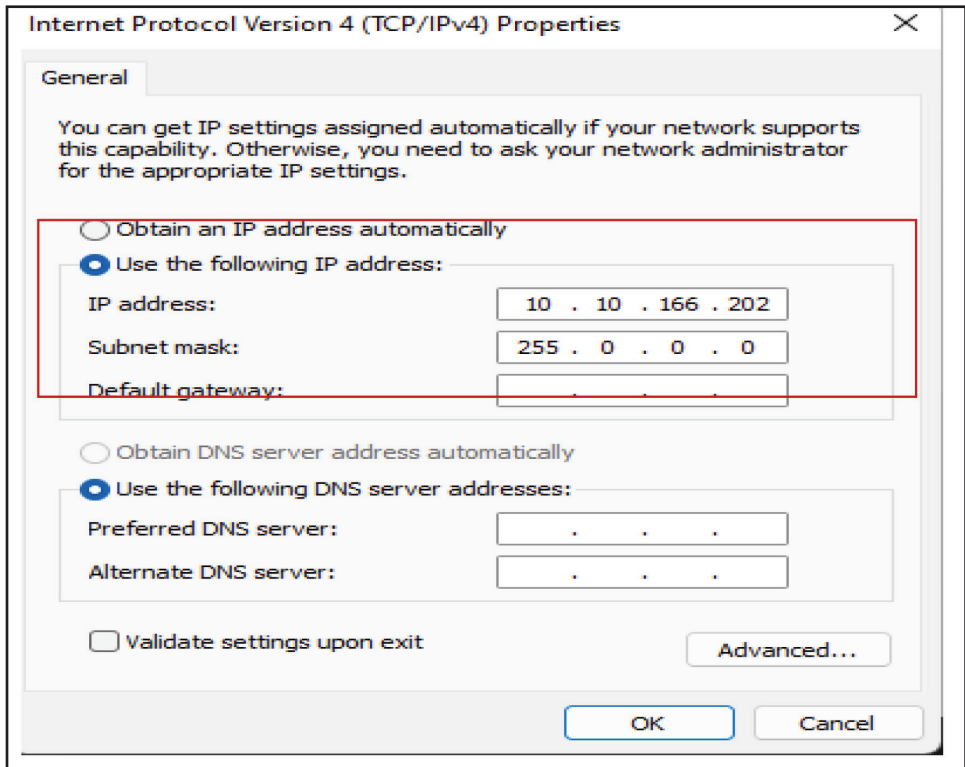 Internet Protocol Version 4 (TCP/IPv4) Properties
General
You can get IP settings assigned automatically if your network supports
this capability. Otherwise, you need to ask your network administrator
for the appropriate IP settings.
Obtain an IP address automatically
Use the following IP address:
IP address: 10 . 10 . 166 . 202
Subnet mask: 255 . 0 . 0 . 0
Default gateway: . . .
Obtain DNS server address automatically
Use the following DNS server addresses:
Preferred DNS server: . . .
Alternate DNS server: . . .
Validate settings upon exit
Advanced...
OK Cancel